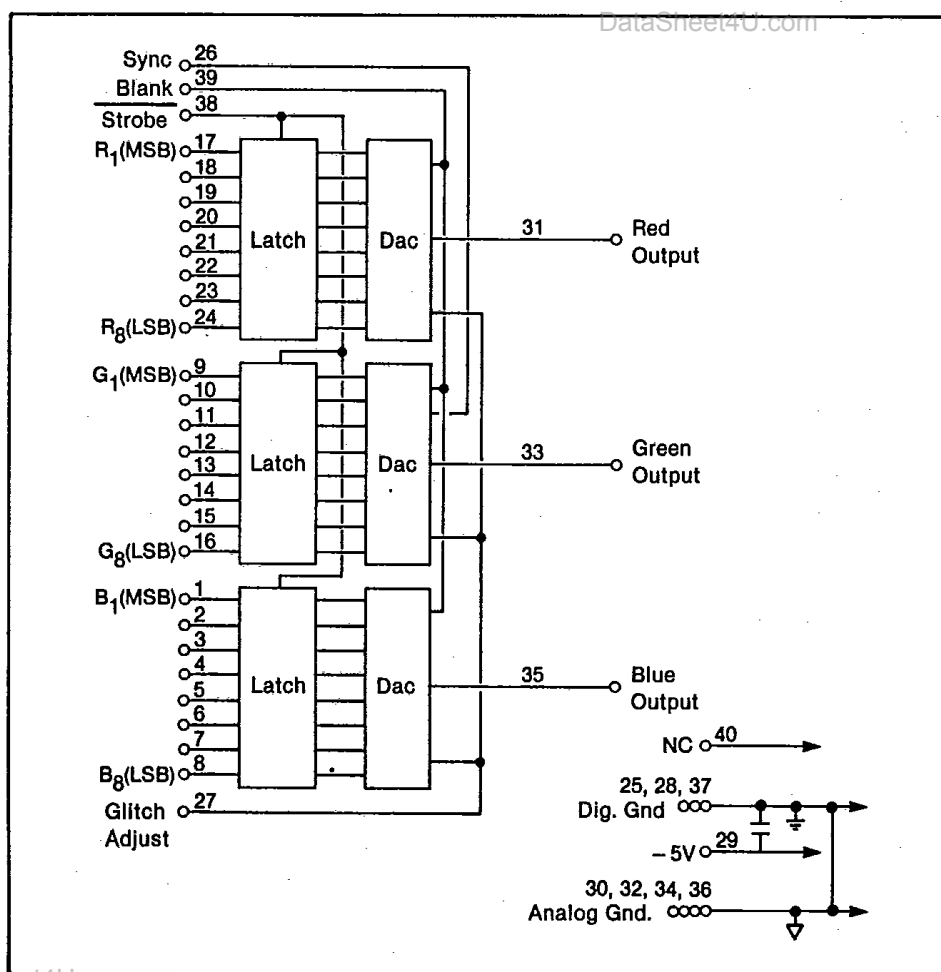 DataSheet4U.com
Sync 26
Blank 39
Strobe 38
R1(MSB) 17
18
19
20
21
22
23
R8(LSB) 24
Latch
Dac
31
Red
Output
G1(MSB) 9
10
11
12
13
14
15
G8(LSB) 16
Latch
Dac
33
Green
Output
B1(MSB) 1
2
3
4
5
6
7
B8(LSB) 8
Latch
Dac
35
Blue
Output
Glitch 27
Adjust
NC 40
25, 28, 37
Dig. Gnd
– 5V 29
30, 32, 34, 36
Analog Gnd.